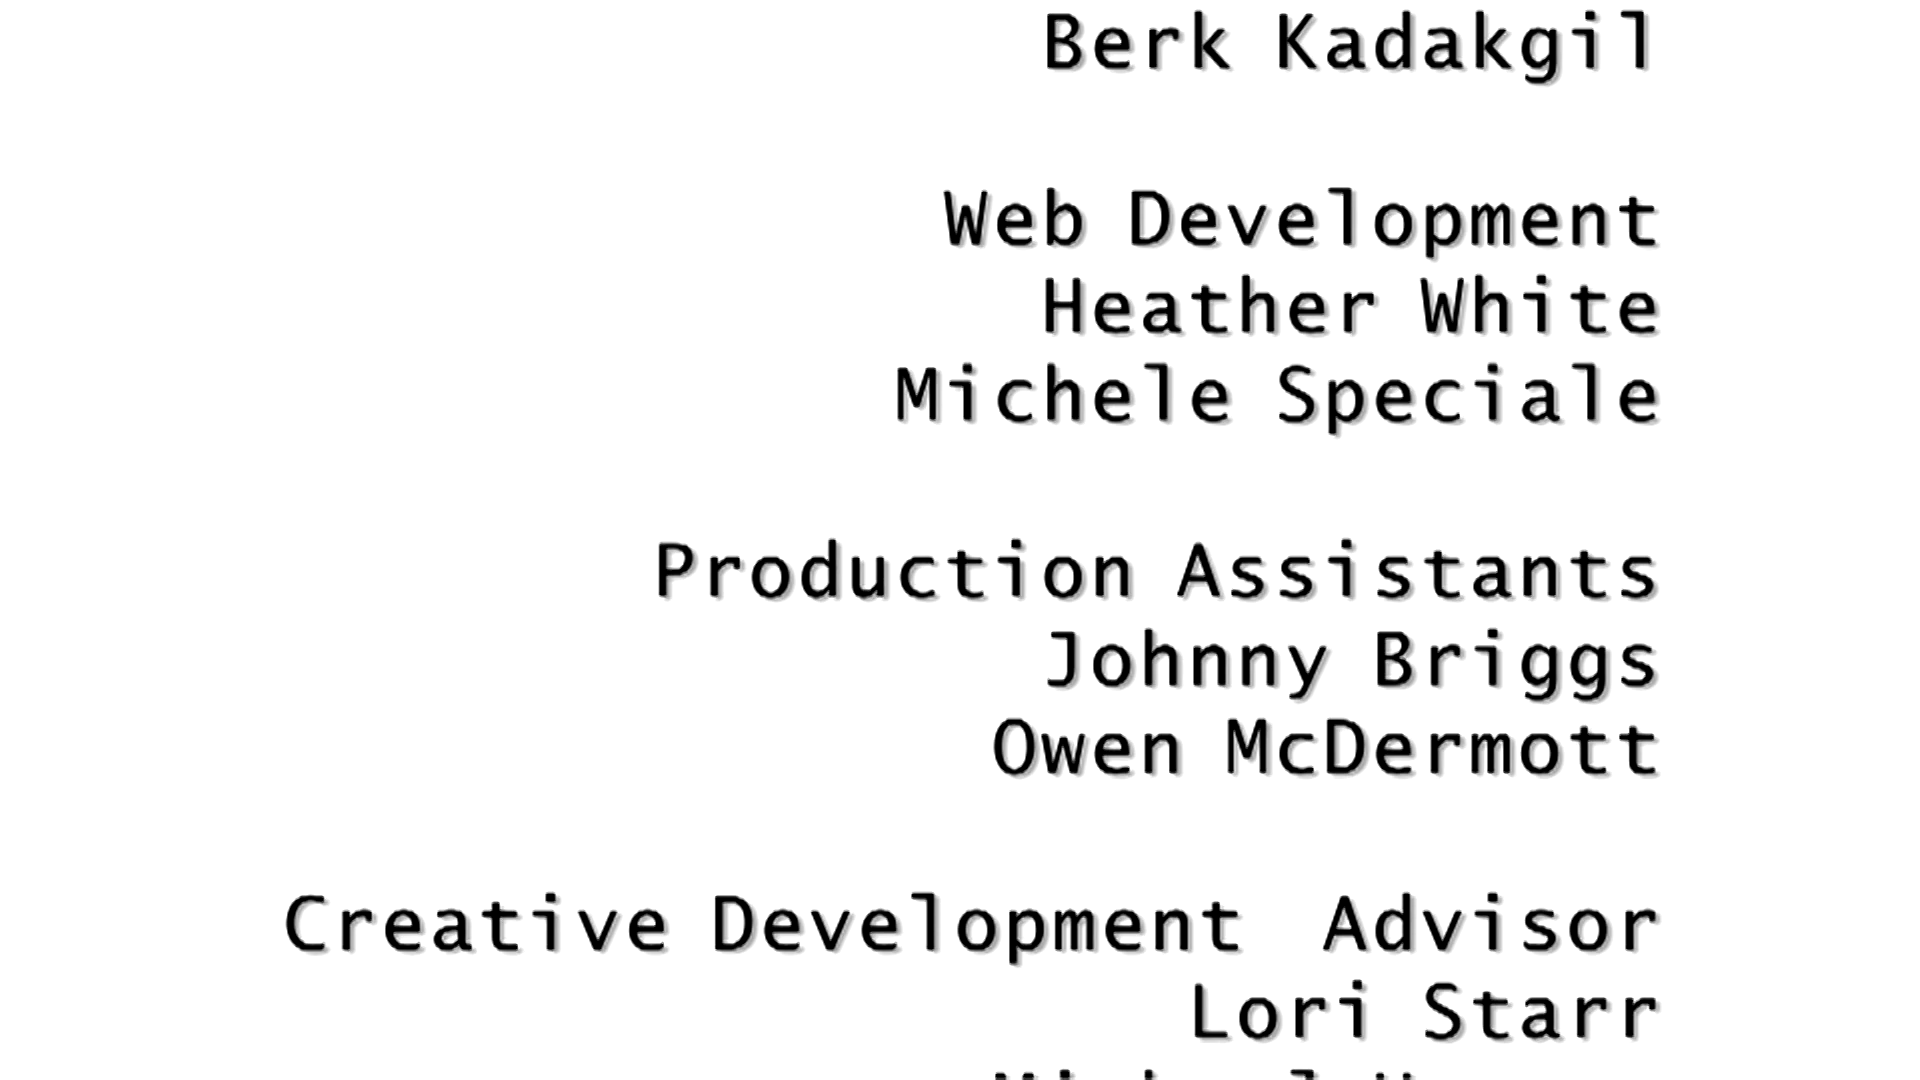 Berk Kadakgil
Web Development
Heather White
Michele Speciale
Production Assistants
Johnny Briggs
Owen McDermott
Creative Development Advisor
Lori Starr